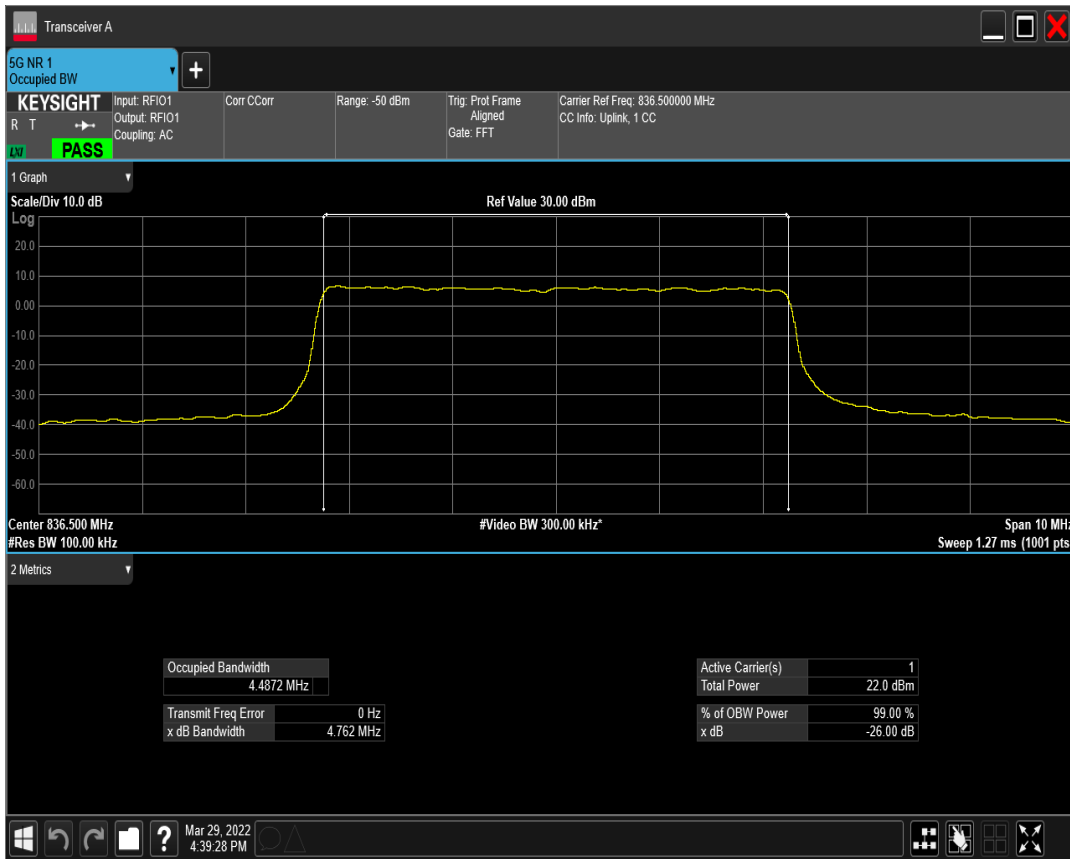 Transceiver A
5G NR 1
Occupied BW
KEYSIGHT
R T
LXI
PASS
Input: RFIO1
Output: RFIO1
Coupling: AC
Corr CCorr
Range: -50 dBm
Trig: Prot Frame
Aligned
Gate: FFT
Carrier Ref Freq: 836.500000 MHz
CC Info: Uplink, 1 CC
1 Graph
Scale/Div 10.0 dB
Ref Value 30.00 dBm
Log
20.0
10.0
0.00
-10.0
-20.0
-30.0
-40.0
-50.0
-60.0
Center 836.500 MHz
#Video BW 300.00 kHz*
Span 10 MHz
#Res BW 100.00 kHz
Sweep 1.27 ms (1001 pts
2 Metrics
Occupied Bandwidth
4.4872 MHz
Transmit Freq Error 0 Hz
x dB Bandwidth 4.762 MHz
Active Carrier(s) 1
Total Power 22.0 dBm
% of OBW Power 99.00 %
x dB -26.00 dB
?
Mar 29, 2022
4:39:28 PM